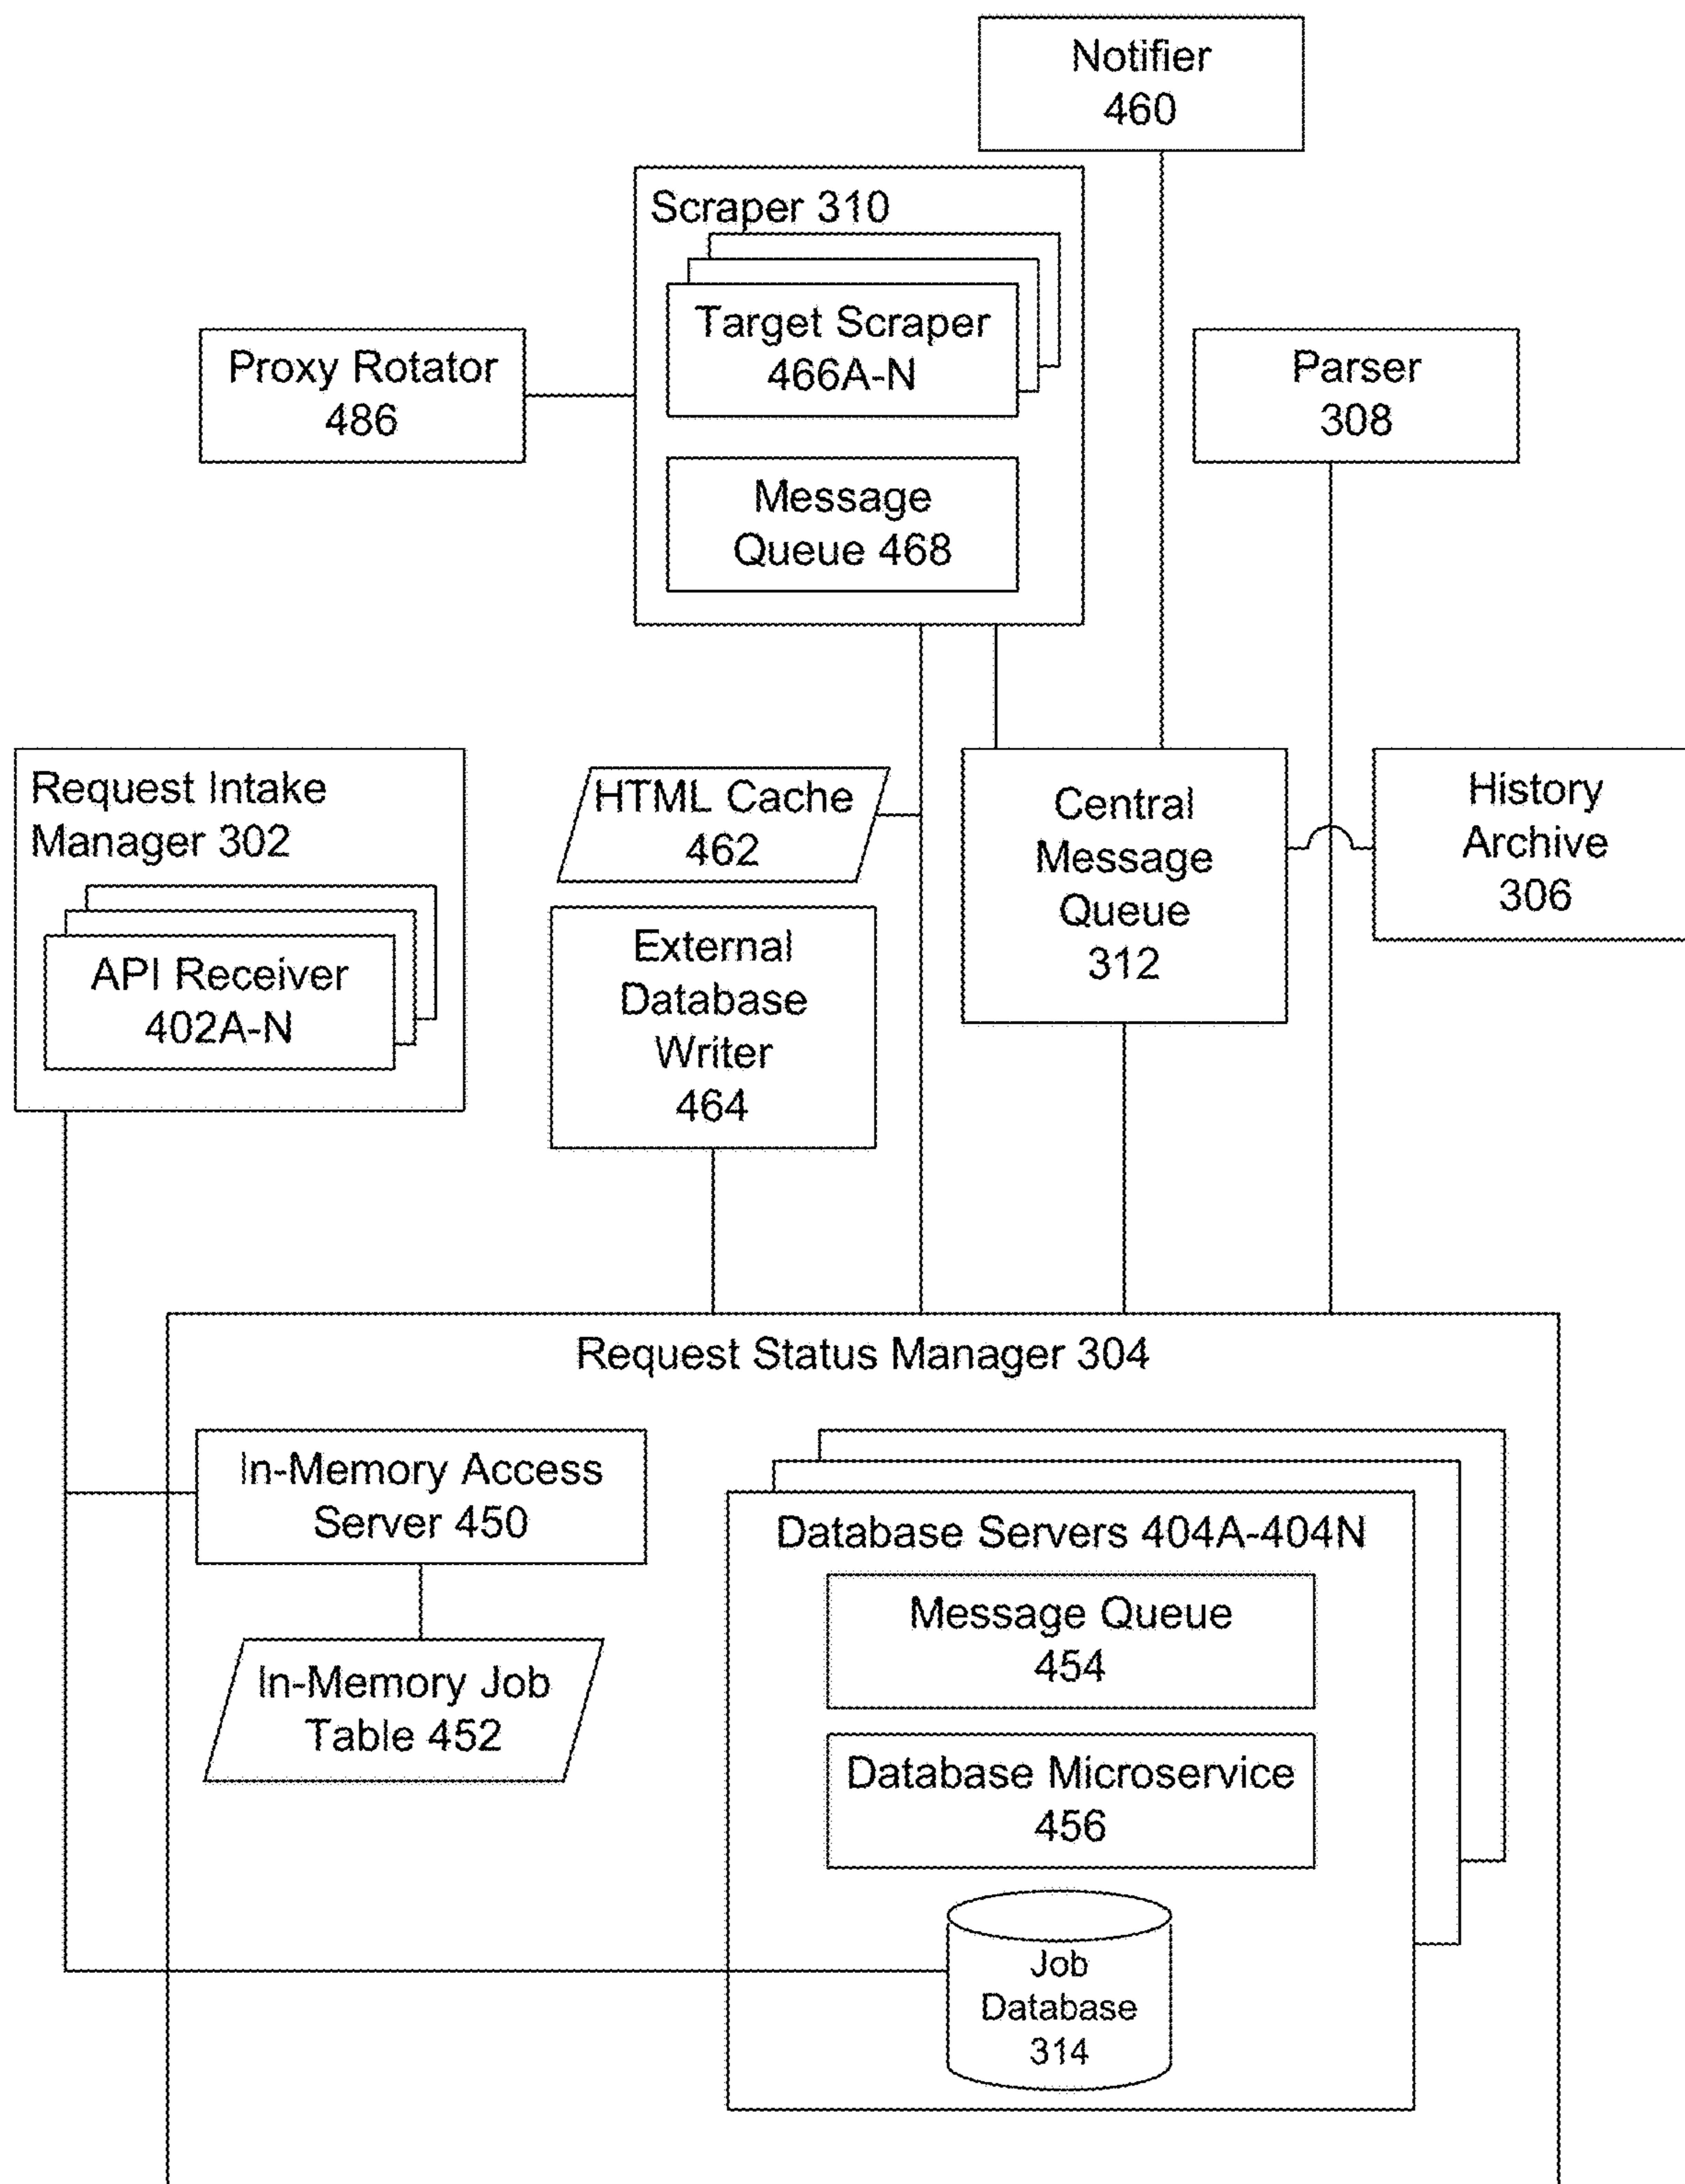 Notifier
460
Scraper 310
Target Scraper
466A-N
Message
Queue 468
Proxy Rotator
486
Parser
308
Request Intake
Manager 302
API Receiver
402A-N
HTML Cache
462
External
Database
Writer
464
Central
Message
Queue
312
History
Archive
306
Request Status Manager 304
In-Memory Access
Server 450
In-Memory Job
Table 452
Database Servers 404A-404N
Message Queue
454
Database Microservice
456
Job
Database
314